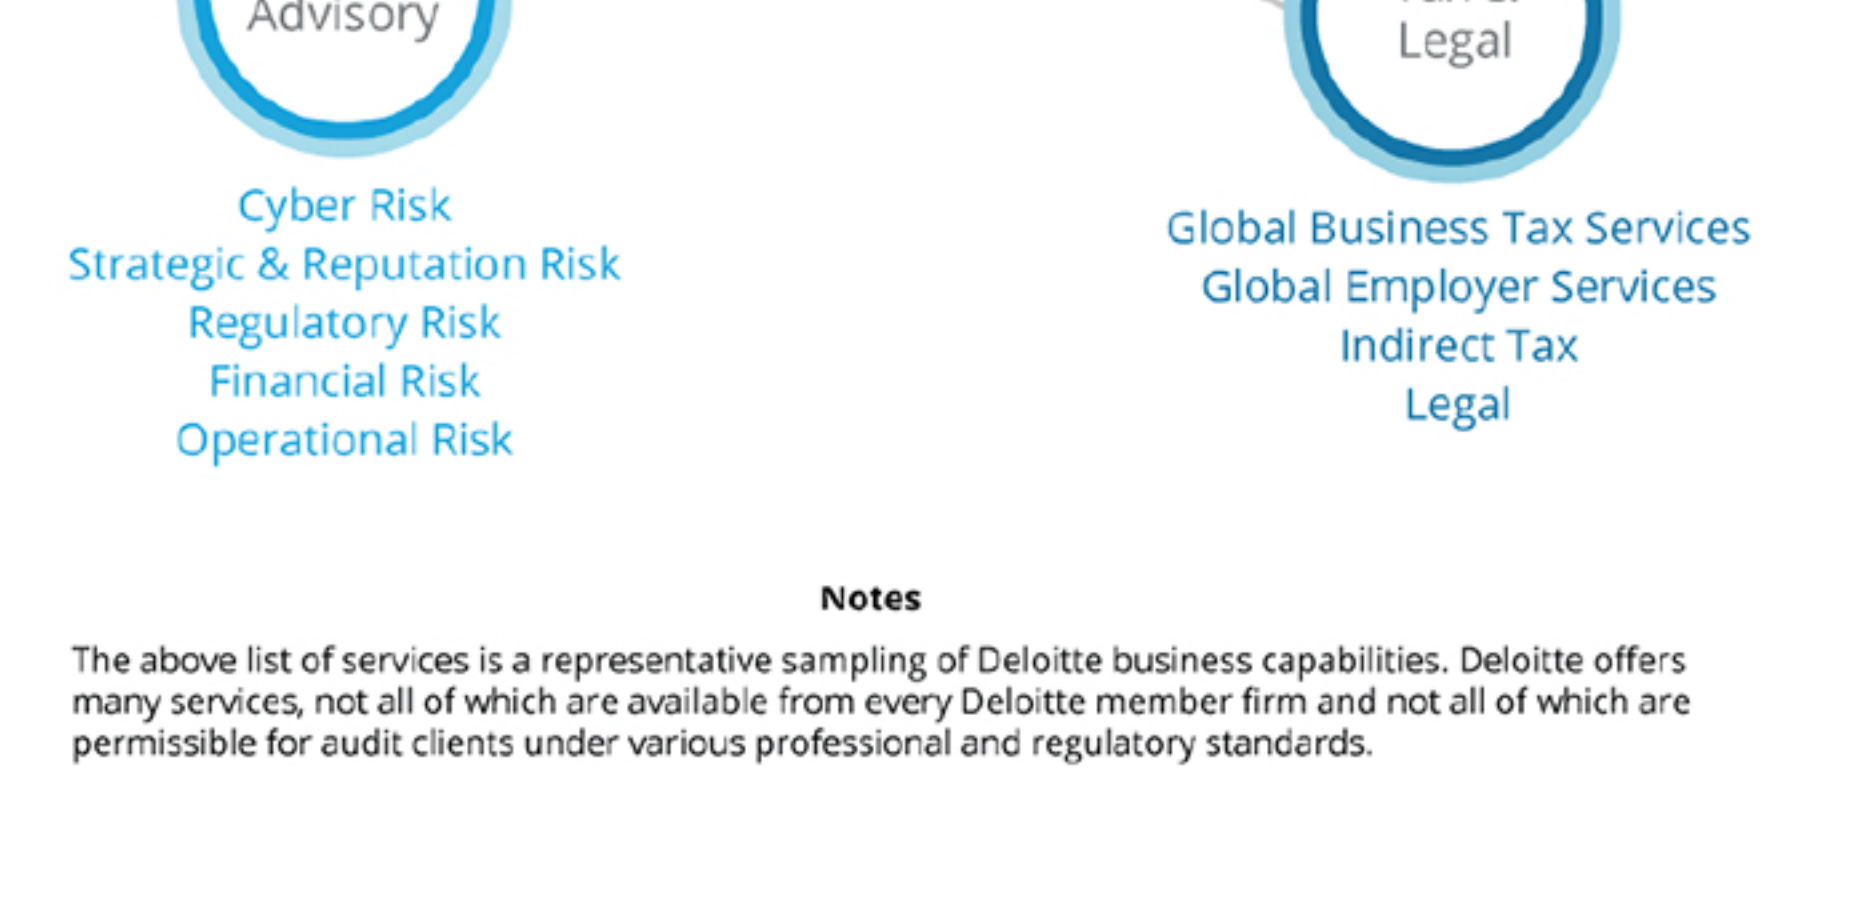 Advisory
Cyber Risk
Strategic & Reputation Risk
Regulatory Risk
Financial Risk
Operational Risk
Legal
Global Business Tax Services
Global Employer Services
Indirect Tax
Legal
Notes
The above list of services is a representative sampling of Deloitte business capabilities. Deloitte offers
many services, not all of which are available from every Deloitte member firm and not all of which are
permissible for audit clients under various professional and regulatory standards.